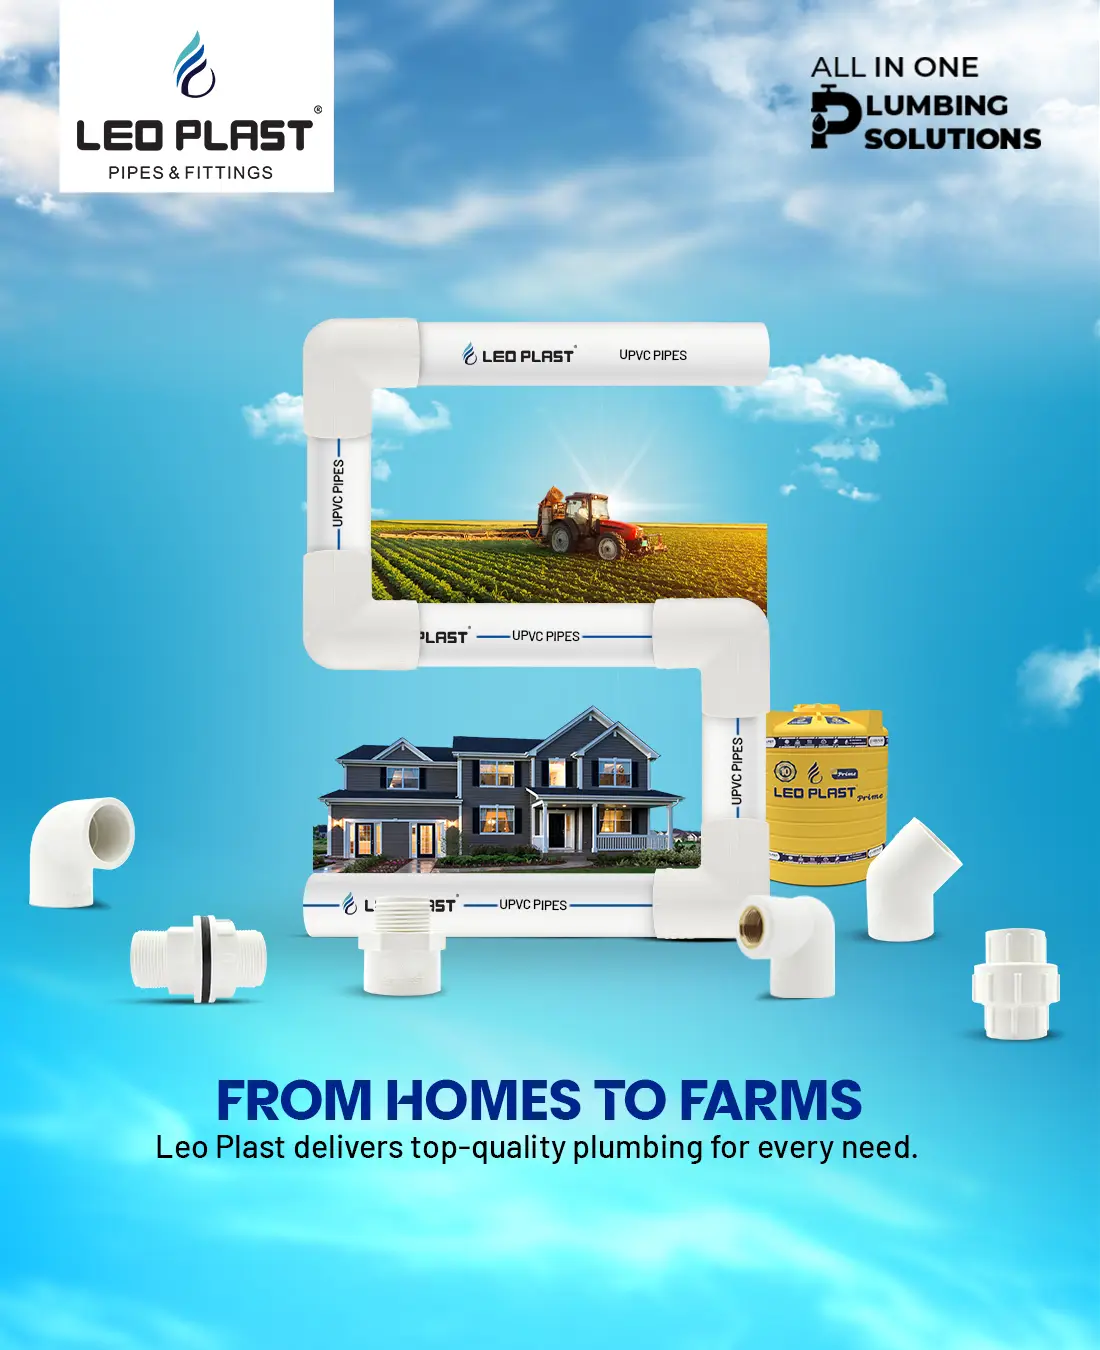 LEO PLAST®
PIPES & FITTINGS
ALL IN ONE
PLUMBING
SOLUTIONS
LEO PLAST® UPVC PIPES
UPVC PIPES
PLAST® UPVC PIPES
UPVC PIPES
Prime
LEO PLAST Prime
L AST® UPVC PIPES
FROM HOMES TO FARMS
Leo Plast delivers top-quality plumbing for every need.